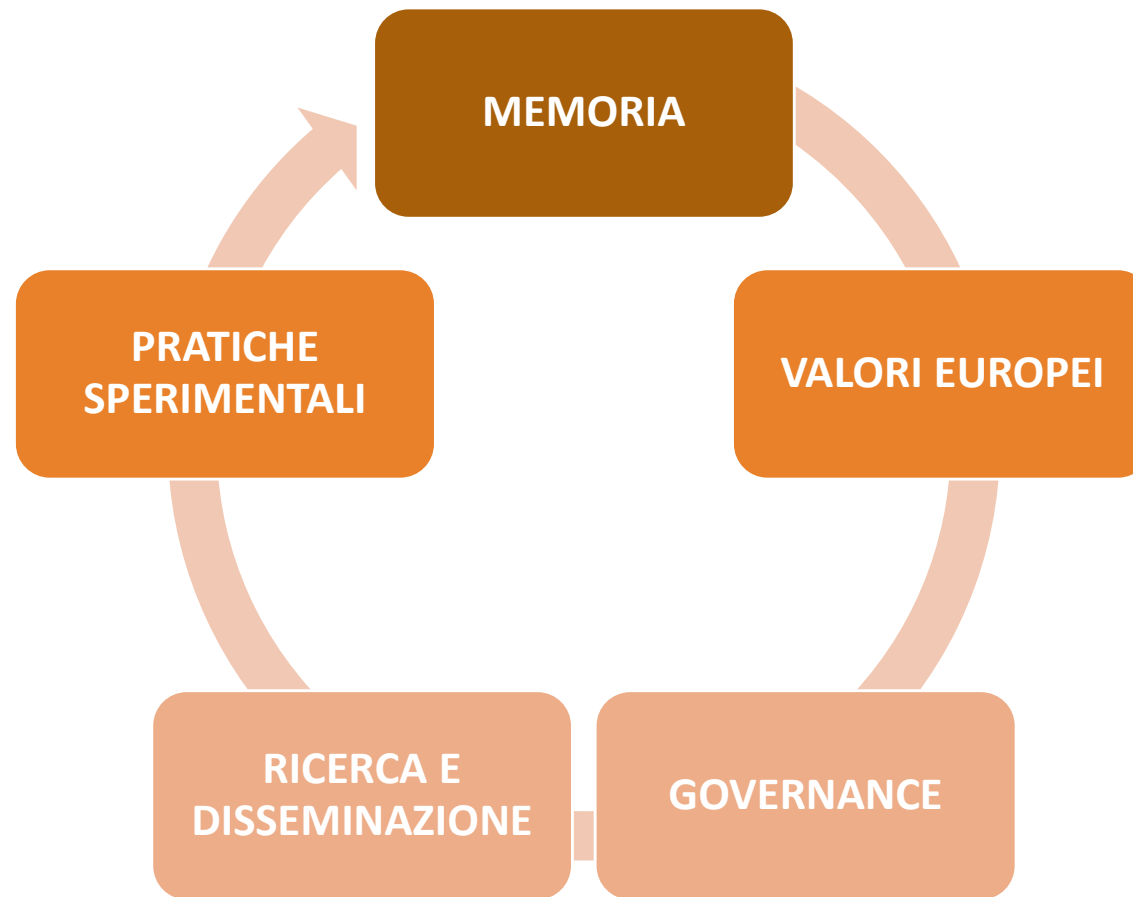 MEMORIA
VALORI EUROPEI
GOVERNANCE
RICERCA E
DISSEMINAZIONE
PRATICHE
SPERIMENTALI